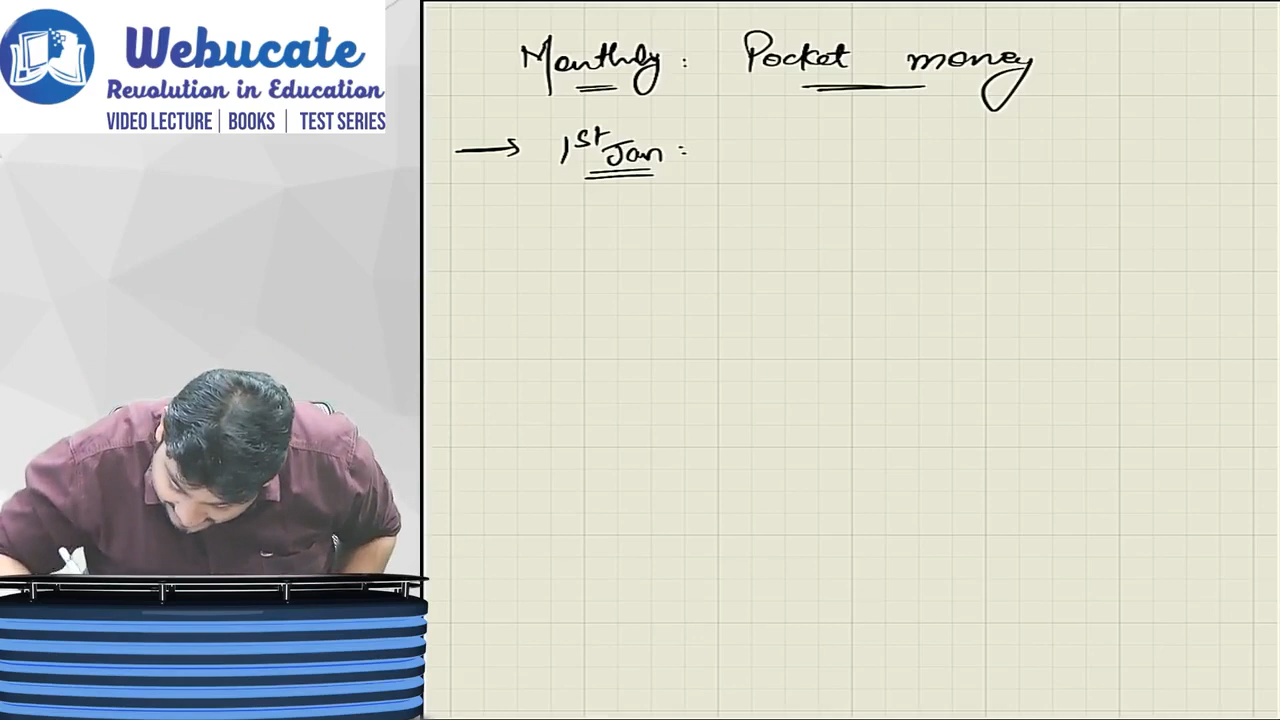 Webucate
Revolution in Education
VIDEO LECTURE | BOOKS | TEST SERIES
Monthly : Pocket money
→ 1st Jan :